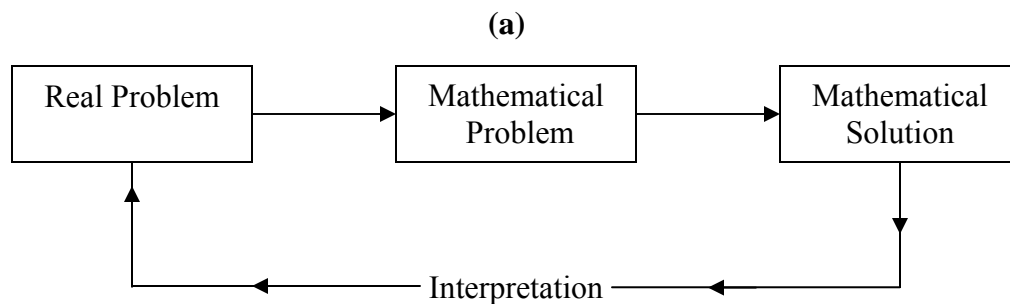 (a)
Real Problem
Mathematical
Problem
Mathematical
Solution
Interpretation